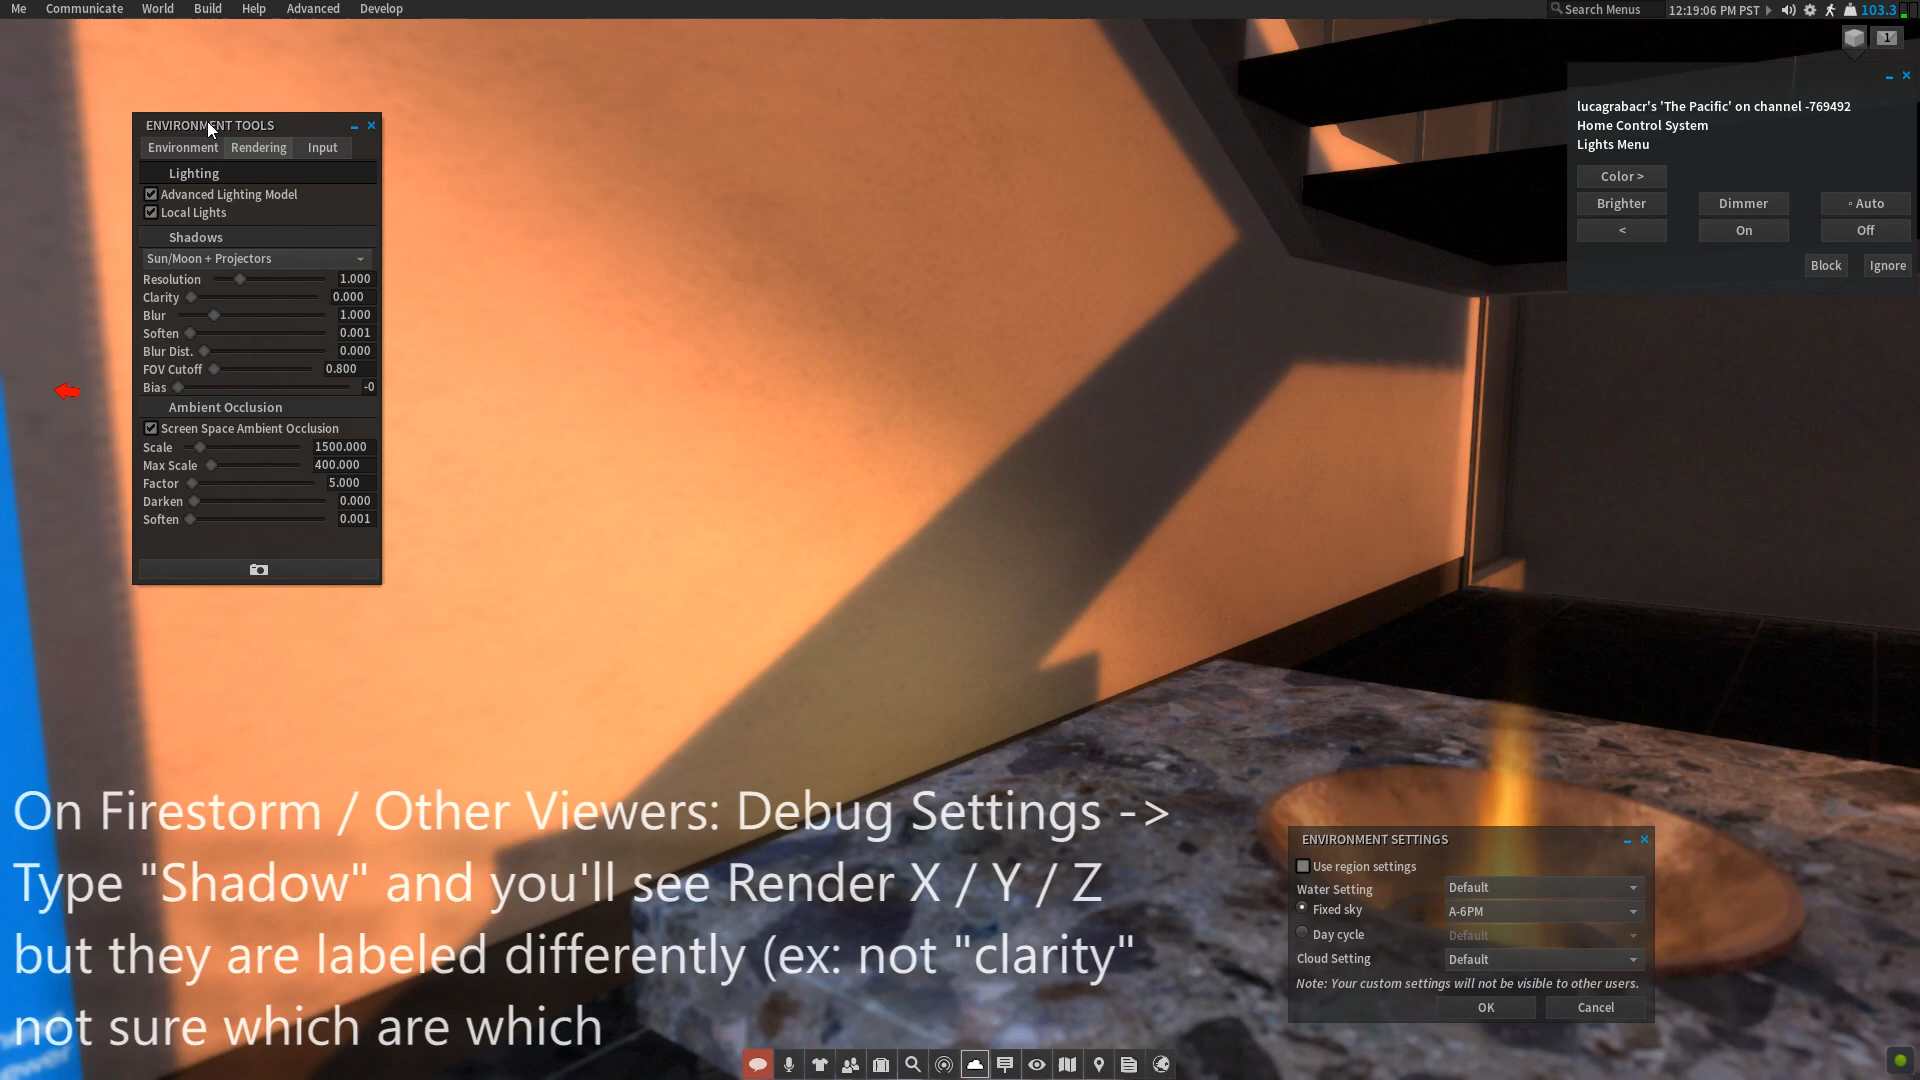 Me Communicate World Build Help Advanced Develop
Search Menus 12:19:06 PM PST 103.3
1
lucagrabacr's 'The Pacific' on channel -769492
Home Control System
Lights Menu
Color >
Brighter Dimmer Auto
< On Off
Block Ignore
ENVIRONMENT TOOLS
Environment Rendering Input
Lighting
Advanced Lighting Model
Local Lights
Shadows
Sun/Moon + Projectors
Resolution 1.000
Clarity 0.000
Blur 1.000
Soften 0.001
Blur Dist. 0.000
FOV Cutoff 0.800
Bias -0
Ambient Occlusion
Screen Space Ambient Occlusion
Scale 1500.000
Max Scale 400.000
Factor 5.000
Darken 0.000
Soften 0.001
On Firestorm / Other Viewers: Debug Settings ->
Type "Shadow" and you'll see Render X / Y / Z
but they are labeled differently (ex: not "clarity"
not sure which are which
ENVIRONMENT SETTINGS
Use region settings
Water Setting Default
Fixed sky A-6PM
Day cycle Default
Cloud Setting Default
Note: Your custom settings will not be visible to other users.
OK Cancel